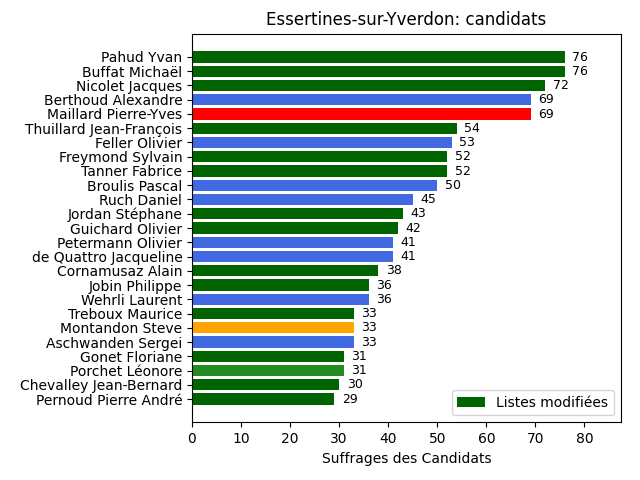 Essertines-sur-Yverdon: candidats
Pahud Yvan 76
Buffat Michaël 76
Nicolet Jacques 72
Berthoud Alexandre 69
Maillard Pierre-Yves 69
Thuillard Jean-François 54
Feller Olivier 53
Freymond Sylvain 52
Tanner Fabrice 52
Broulis Pascal 50
Ruch Daniel 45
Jordan Stéphane 43
Guichard Olivier 42
Petermann Olivier 41
de Quattro Jacqueline 41
Cornamusaz Alain 38
Jobin Philippe 36
Wehrli Laurent 36
Treboux Maurice 33
Montandon Steve 33
Aschwanden Sergei 33
Gonet Floriane 31
Porchet Léonore 31
Chevalley Jean-Bernard 30
Pernoud Pierre André 29
Listes modifiées
0 10 20 30 40 50 60 70 80
Suffrages des Candidats